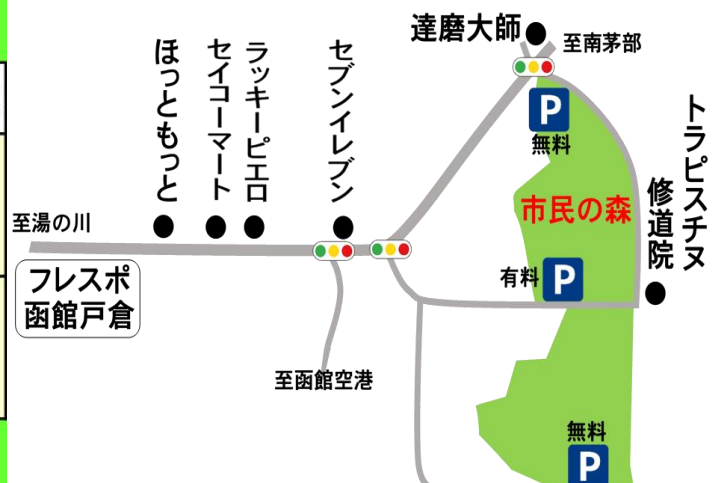 達磨大師
至南茅部
P
無料
ほっともっと
セイコーマート
ラッキーピエロ
セブンイレブン
トラピスチヌ
修道院
市民の森
至湯の川
フレスポ
函館戸倉
有料 P
至函館空港
無料
P